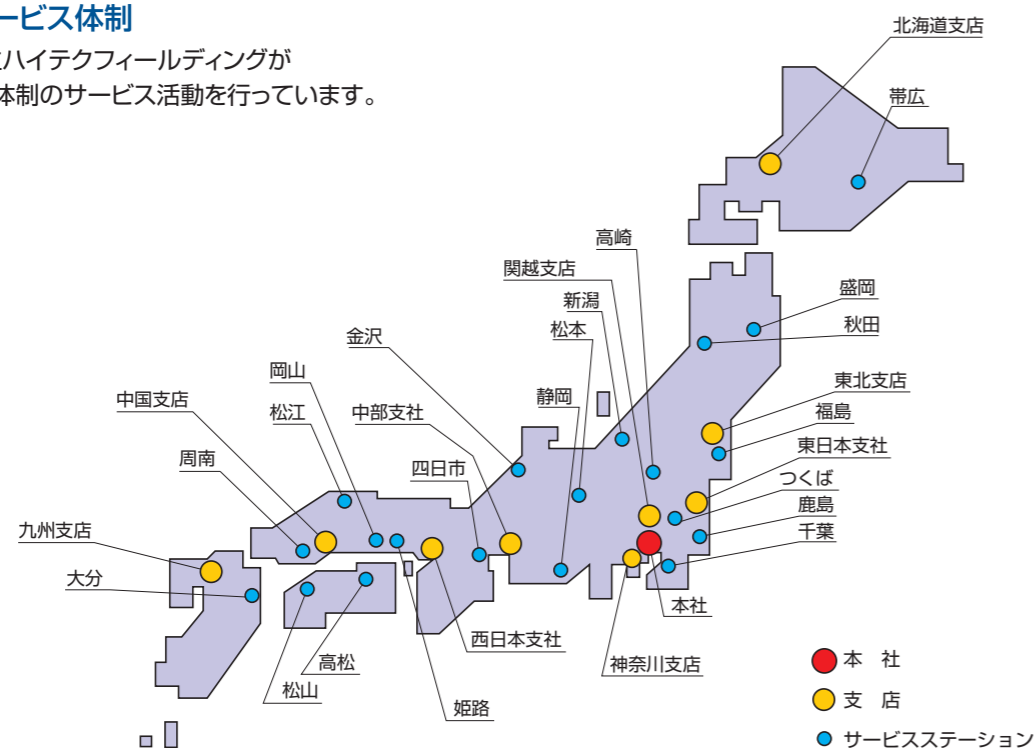 ービス体制
ハイテクフィールディングが
体制のサービス活動を行っています。
北海道支店
帯広
高崎
関越支店
新潟
松本
盛岡
秋田
金沢
岡山
静岡
東北支店
中国支店
松江
中部支社
福島
東日本支社
周南
四日市
つくば
鹿島
九州支店
千葉
大分
本社
西日本支社
神奈川支店
高松
松山
姫路
本 社
支 店
サービスステーション